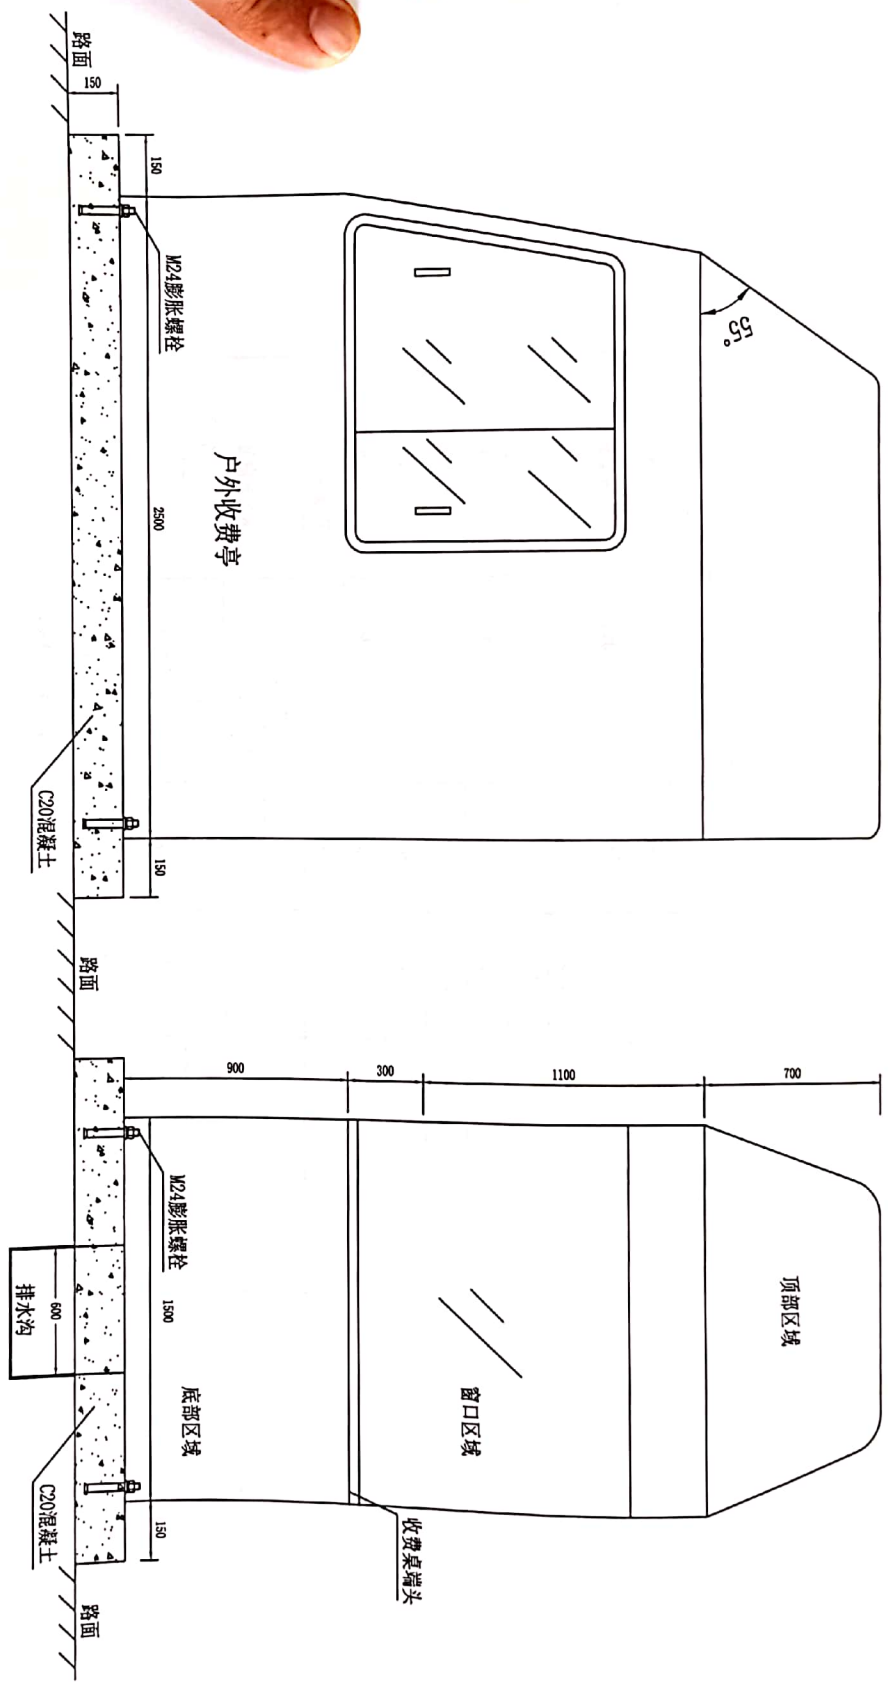 路面
150
150
M24膨胀螺栓
55°
户外收费亭
2500
C20混凝土
150
路面
900
300
1100
700
M24膨胀螺栓
1500
600
排水沟
顶部区域
底部区域
窗口区域
C20混凝土
150
收费桌端头
路面